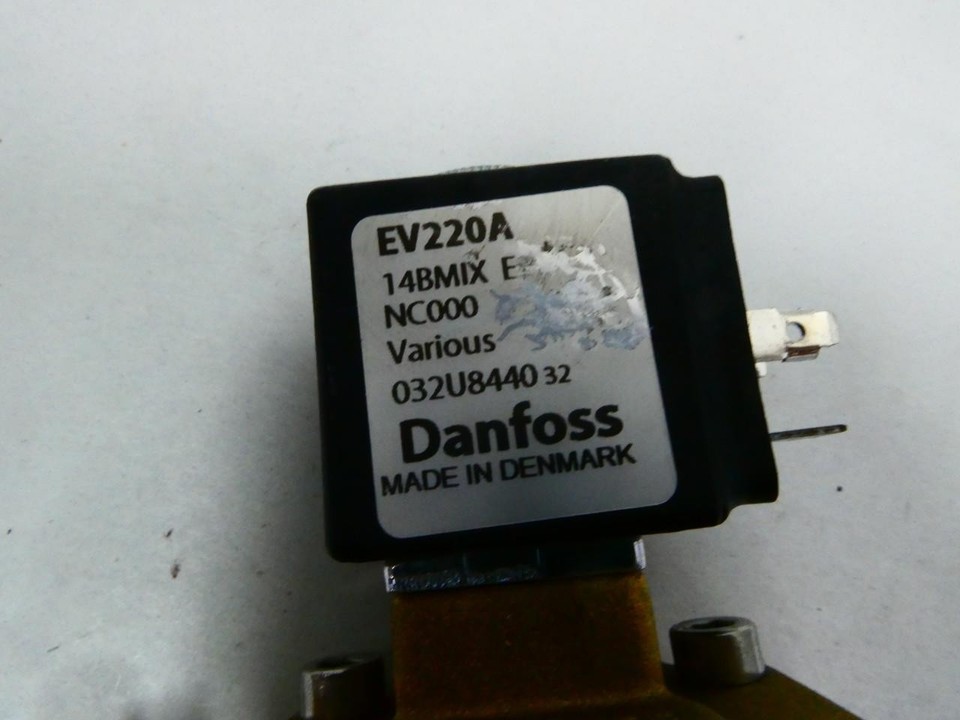 EV220A
14BMIX
NC000
Various
032U8440 32
Danfoss
MADE IN DENMARK